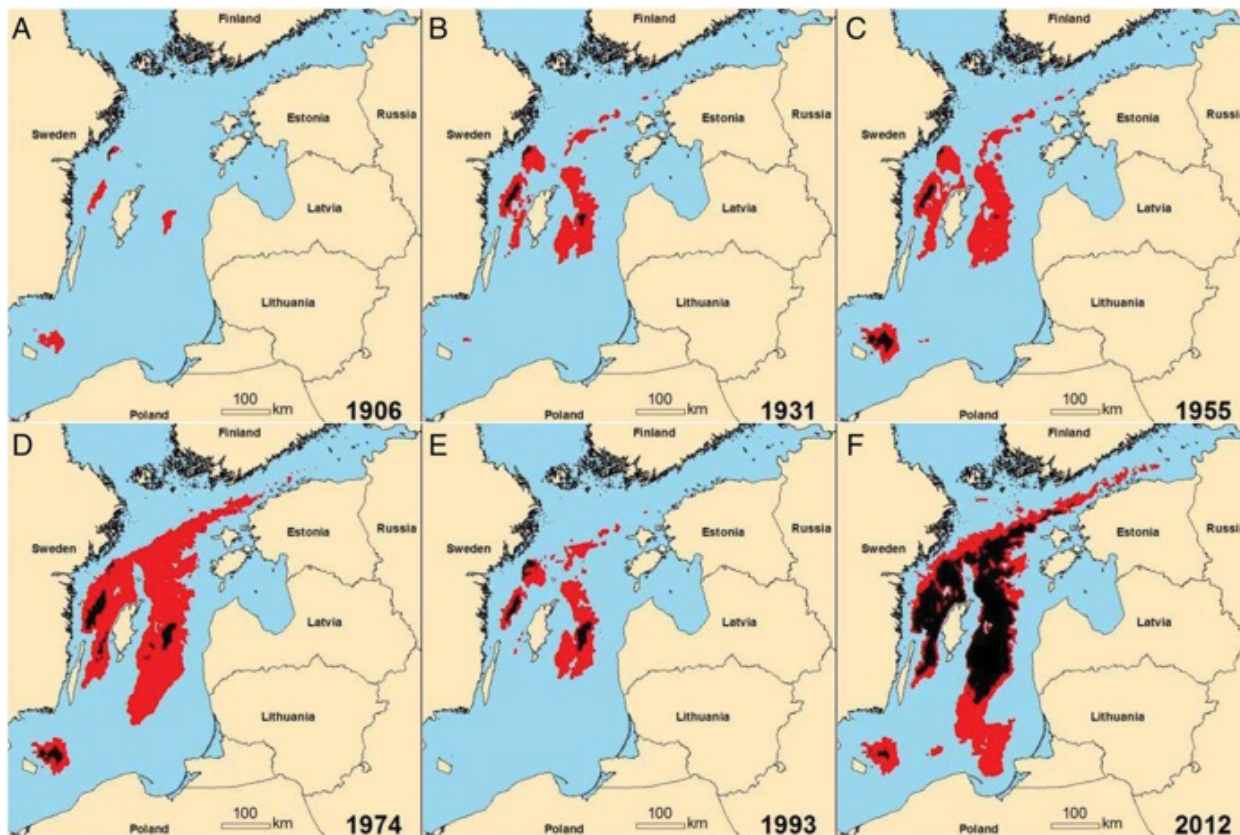 A
Finland
Sweden
Estonia
Russia
Latvia
Lithuania
Poland
100
km
1906
B
Finland
Sweden
Estonia
Russia
Latvia
Lithuania
Poland
100
km
1931
C
Finland
Sweden
Estonia
Russia
Latvia
Lithuania
Poland
100
km
1955
D
Finland
Sweden
Estonia
Russia
Latvia
Lithuania
Poland
100
km
1974
E
Finland
Sweden
Estonia
Russia
Latvia
Lithuania
Poland
100
km
1993
F
Finland
Sweden
Estonia
Russia
Latvia
Lithuania
Poland
100
km
2012